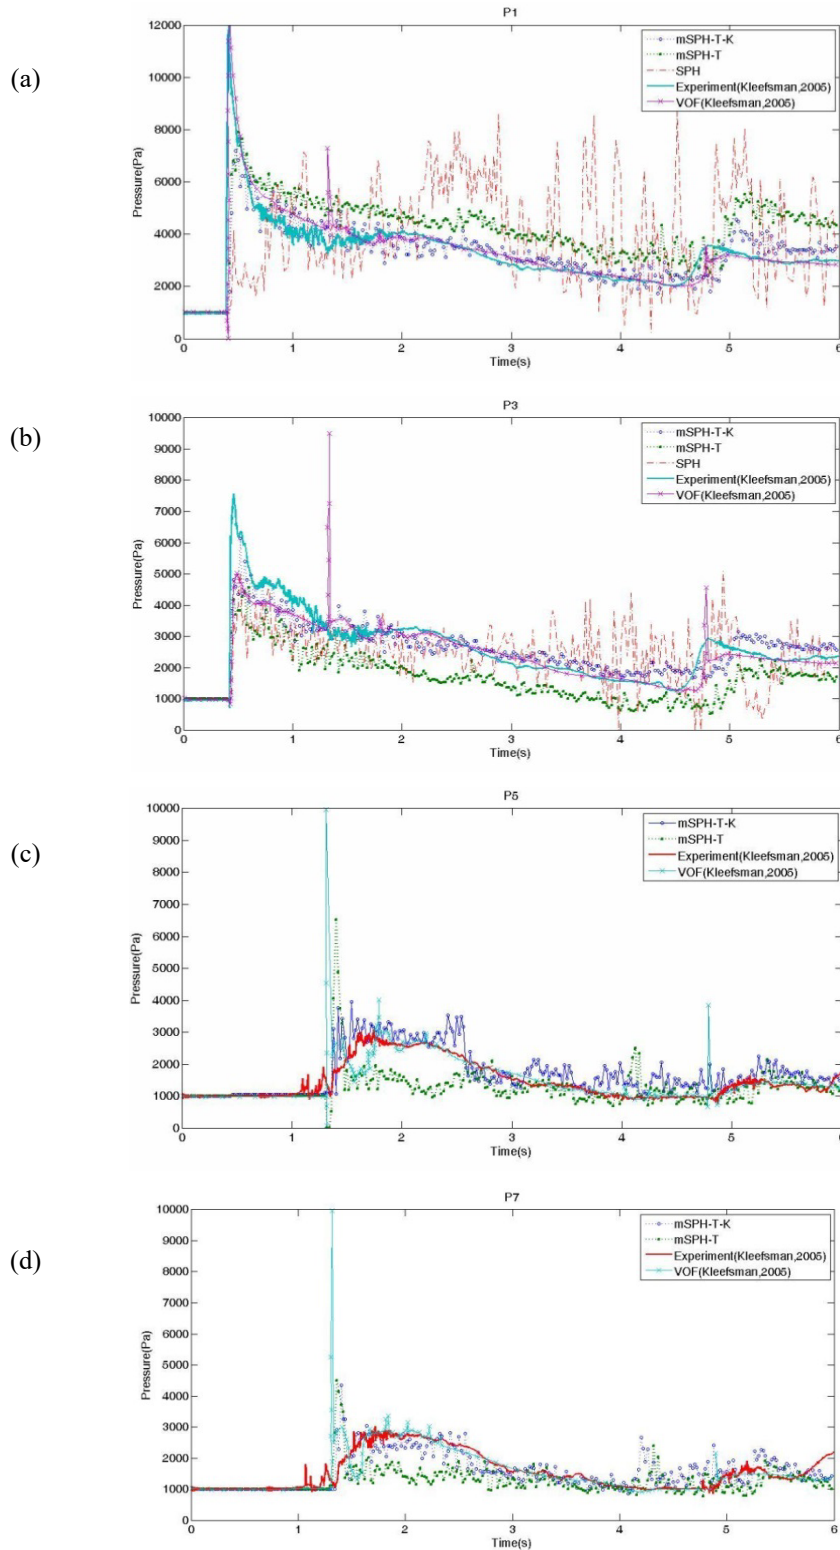 (a)
P1
12000
10000
8000
6000
4000
2000
0
Pressure(Pa)
mSPH-T-K
mSPH-T
SPH
Experiment(Kleefsman,2005)
VOF(Kleefsman,2005)
0 1 2 3 4 5 6
Time(s)
(b)
P3
10000
9000
8000
7000
6000
5000
4000
3000
2000
1000
0
Pressure(Pa)
mSPH-T-K
mSPH-T
SPH
Experiment(Kleefsman,2005)
VOF(Kleefsman,2005)
0 1 2 3 4 5 6
Time(s)
(c)
P5
10000
9000
8000
7000
6000
5000
4000
3000
2000
1000
0
Pressure(Pa)
mSPH-T-K
mSPH-T
Experiment(Kleefsman,2005)
VOF(Kleefsman,2005)
0 1 2 3 4 5 6
Time(s)
(d)
P7
10000
9000
8000
7000
6000
5000
4000
3000
2000
1000
0
Pressure(Pa)
mSPH-T-K
mSPH-T
Experiment(Kleefsman,2005)
VOF(Kleefsman,2005)
0 1 2 3 4 5 6
Time(s)